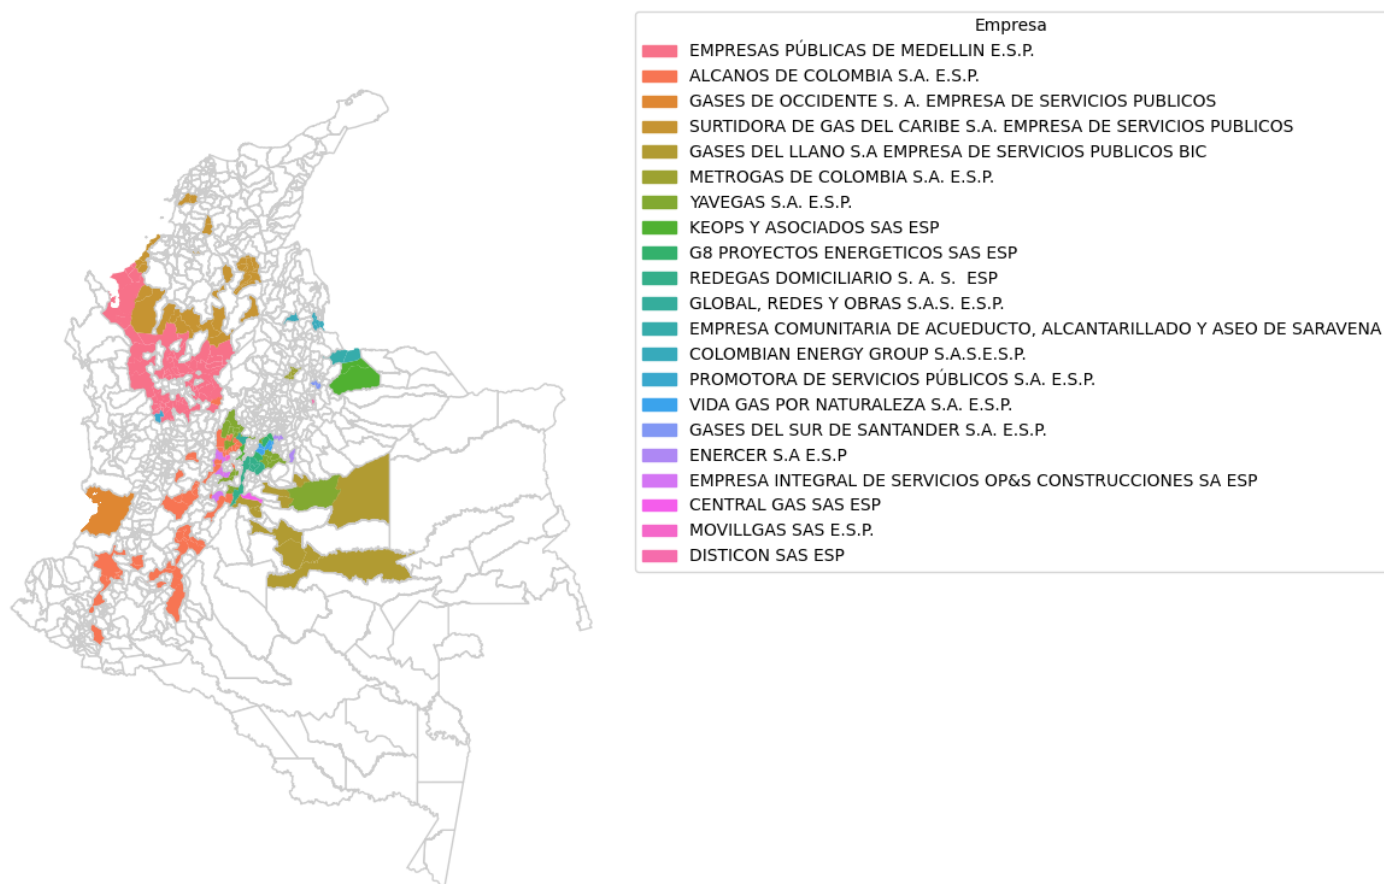 Empresa
EMPRESAS PÚBLICAS DE MEDELLIN E.S.P.
ALCANOS DE COLOMBIA S.A. E.S.P.
GASES DE OCCIDENTE S. A. EMPRESA DE SERVICIOS PUBLICOS
SURTIDORA DE GAS DEL CARIBE S.A. EMPRESA DE SERVICIOS PUBLICOS
GASES DEL LLANO S.A EMPRESA DE SERVICIOS PUBLICOS BIC
METROGAS DE COLOMBIA S.A. E.S.P.
YAVEGAS S.A. E.S.P.
KEOPS Y ASOCIADOS SAS ESP
G8 PROYECTOS ENERGETICOS SAS ESP
REDEGAS DOMICILIARIO S. A. S.  ESP
GLOBAL, REDES Y OBRAS S.A.S. E.S.P.
EMPRESA COMUNITARIA DE ACUEDUCTO, ALCANTARILLADO Y ASEO DE SARAVENA
COLOMBIAN ENERGY GROUP S.A.S.E.S.P.
PROMOTORA DE SERVICIOS PÚBLICOS S.A. E.S.P.
VIDA GAS POR NATURALEZA S.A. E.S.P.
GASES DEL SUR DE SANTANDER S.A. E.S.P.
ENERCER S.A E.S.P
EMPRESA INTEGRAL DE SERVICIOS OP&S CONSTRUCCIONES SA ESP
CENTRAL GAS SAS ESP
MOVILLGAS SAS E.S.P.
DISTICON SAS ESP